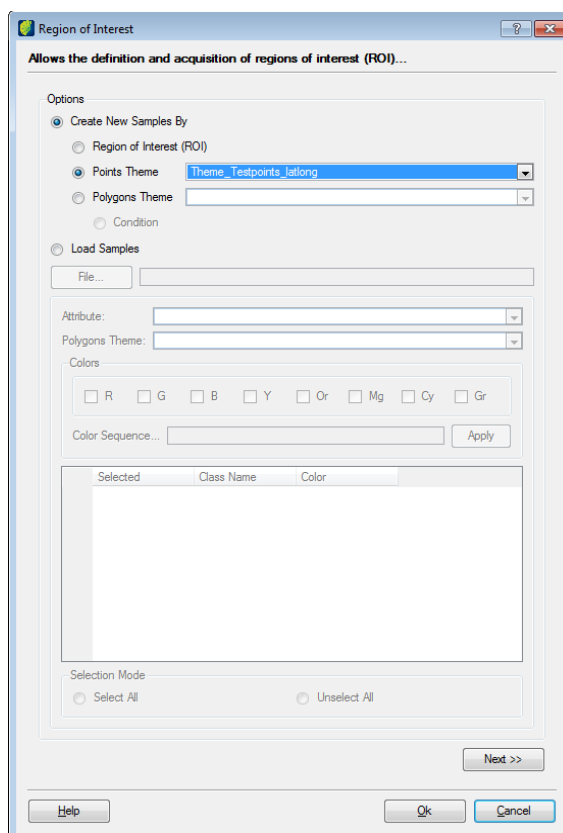 Region of Interest
Allows the definition and acquisition of regions of interest (ROI)...
Options
Create New Samples By
Region of Interest (ROI)
Points Theme Theme_Testpoints_latlong
Polygons Theme
Condition
Load Samples
File...
Attribute:
Polygons Theme:
Colors
R G B Y Or Mg Cy Gr
Color Sequence... Apply
Selected Class Name Color
Selection Mode
Select All Unselect All
Next >>
Help Ok Cancel